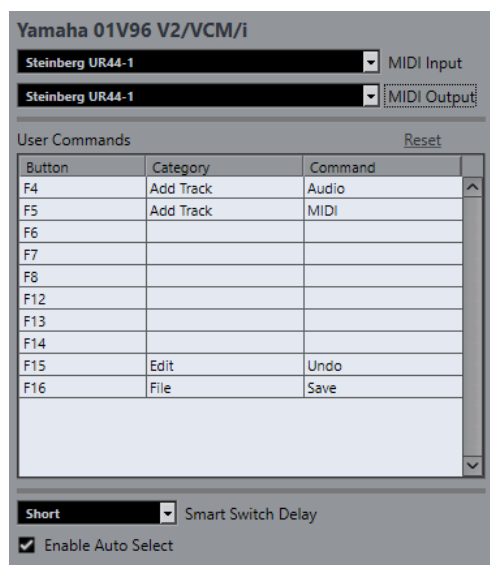 Yamaha 01V96 V2/VCM/i
Steinberg UR44-1 MIDI Input
Steinberg UR44-1 MIDI Output
User Commands Reset
Button Category Command
F4 Add Track Audio
F5 Add Track MIDI
F6
F7
F8
F12
F13
F14
F15 Edit Undo
F16 File Save
Short Smart Switch Delay
Enable Auto Select